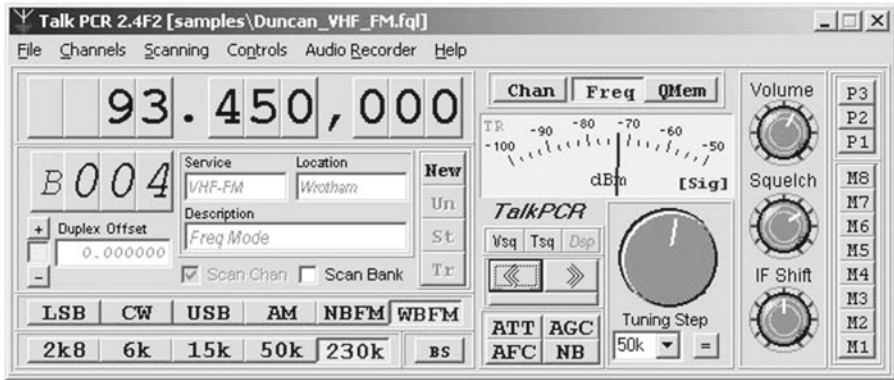 Talk PCR 2.4F2 [samples\Duncan_VHF_FM.fql]
File Channels Scanning Controls Audio Recorder Help
93.450,000
Chan Freq QMem
TR -100 -90 -80 -70 -60 -50
dBm [Sig]
B004
Service Location
VHF-FM Wrotham
Description
Freq Mode
New
Un
St
Tr
+ Duplex Offset
0.000000
-
Scan Chan Scan Bank
TalkPCR
Vsq Tsq Dsp
LSB CW USB AM NBFM WBFM
2k8 6k 15k 50k 230k BS
ATT AGC
AFC NB
Tuning Step
50k =
Volume
Squelch
IF Shift
P3
P2
P1
M8
M7
M6
M5
M4
M3
M2
M1